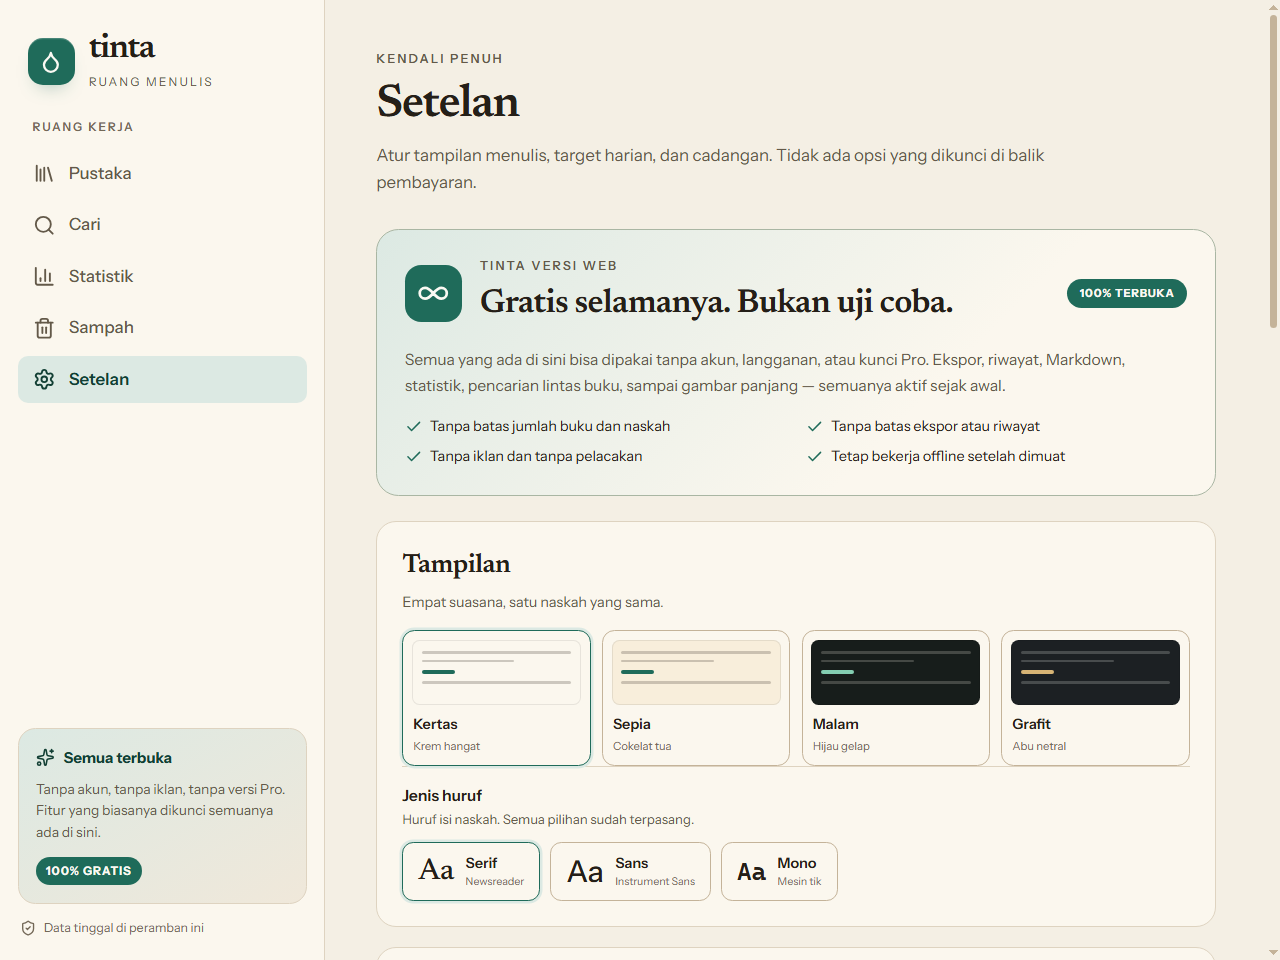 tinta
RUANG MENULIS
RUANG KERJA
Pustaka
Cari
Statistik
Sampah
Setelan
Semua terbuka
Tanpa akun, tanpa iklan, tanpa versi Pro.
Fitur yang biasanya dikunci semuanya
ada di sini.
100% GRATIS
Data tinggal di peramban ini
KENDALI PENUH
Setelan
Atur tampilan menulis, target harian, dan cadangan. Tidak ada opsi yang dikunci di balik
pembayaran.
TINTA VERSI WEB
Gratis selamanya. Bukan uji coba.
100% TERBUKA
Semua yang ada di sini bisa dipakai tanpa akun, langganan, atau kunci Pro. Ekspor, riwayat, Markdown,
statistik, pencarian lintas buku, sampai gambar panjang — semuanya aktif sejak awal.
Tanpa batas jumlah buku dan naskah
Tanpa batas ekspor atau riwayat
Tanpa iklan dan tanpa pelacakan
Tetap bekerja offline setelah dimuat
Tampilan
Empat suasana, satu naskah yang sama.
Kertas
Krem hangat
Sepia
Cokelat tua
Malam
Hijau gelap
Grafit
Abu netral
Jenis huruf
Huruf isi naskah. Semua pilihan sudah terpasang.
Aa
Serif
Newsreader
Aa
Sans
Instrument Sans
Aa
Mono
Mesin tik